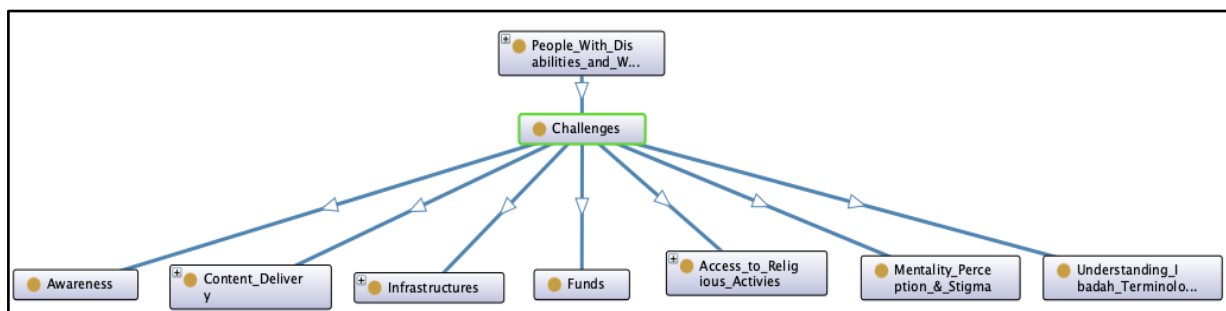 People_With_Dis
abilities_and_W...
Challenges
Awareness
Content_Deliver
y
Infrastructures
Funds
Access_to_Relig
ious_Activies
Mentality_Perce
ption_&_Stigma
Understanding_I
badah_Terminolo...